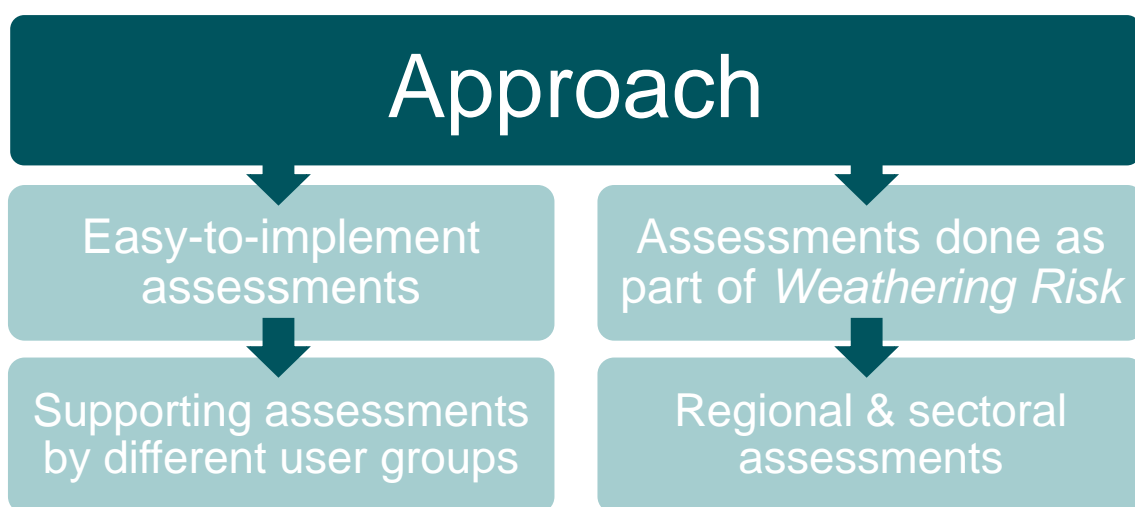 Approach
Easy-to-implement
assessments
Assessments done as
part of Weathering Risk
Supporting assessments
by different user groups
Regional & sectoral
assessments